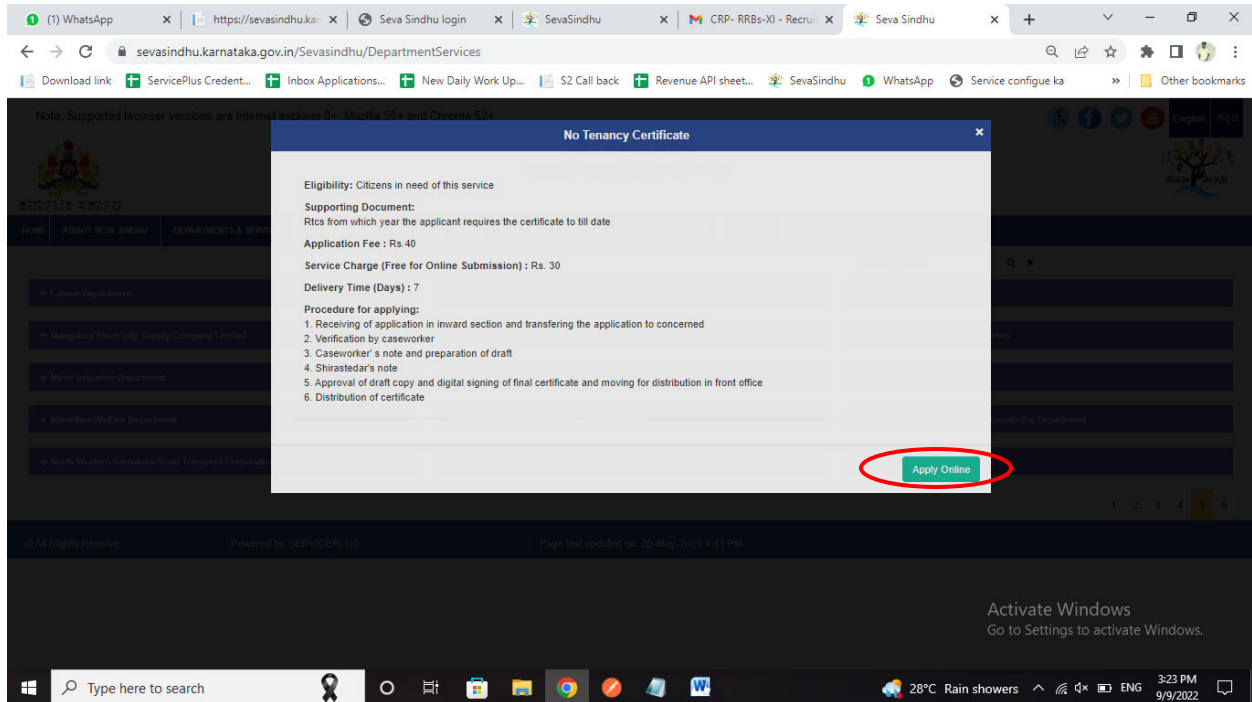 (1) WhatsApp
https://sevasindhu.kar
Seva Sindhu login
SevaSindhu
CRP- RRBs-XI - Recrui
Seva Sindhu
sevasindhu.karnataka.gov.in/Sevasindhu/DepartmentServices
Download link
ServicePlus Credent...
Inbox Applications...
New Daily Work Up...
S2 Call back
Revenue API sheet...
SevaSindhu
WhatsApp
Service configue ka
»
Other bookmarks
Note: Supported browser versions are Internet explorer 9+, Mozilla 50+ and Chrome 52+
English ಕನ್ನಡ
ಕರ್ನಾಟಕ ಸರ್ಕಾರ
HOME ABOUT SEVA SINDHU DEPARTMENTS & SERVI
No Tenancy Certificate
×
Eligibility: Citizens in need of this service
Supporting Document:
Rtcs from which year the applicant requires the certificate to till date
Application Fee : Rs.40
Service Charge (Free for Online Submission) : Rs. 30
Delivery Time (Days) : 7
Procedure for applying:
1. Receiving of application in inward section and transfering the application to concerned
2. Verification by caseworker
3. Caseworker' s note and preparation of draft
4. Shirastedar's note
5. Approval of draft copy and digital signing of final certificate and moving for distribution in front office
6. Distribution of certificate
Apply Online
+ Labour Department
+ Mangalore Electricity Supply Company Limited
+ Minor Irrigation Department
+ Minorities Welfare Department
ayath Raj Department
+ North Western Karnataka Road Transport Corporatio
1 2 3 4 5 6
© All Rights Reserve
Powered by SERVICEPLUS
Page last updated on: 29-May-2021 4:41 PM
Activate Windows
Go to Settings to activate Windows.
Type here to search
28°C Rain showers
ENG
3:23 PM
9/9/2022